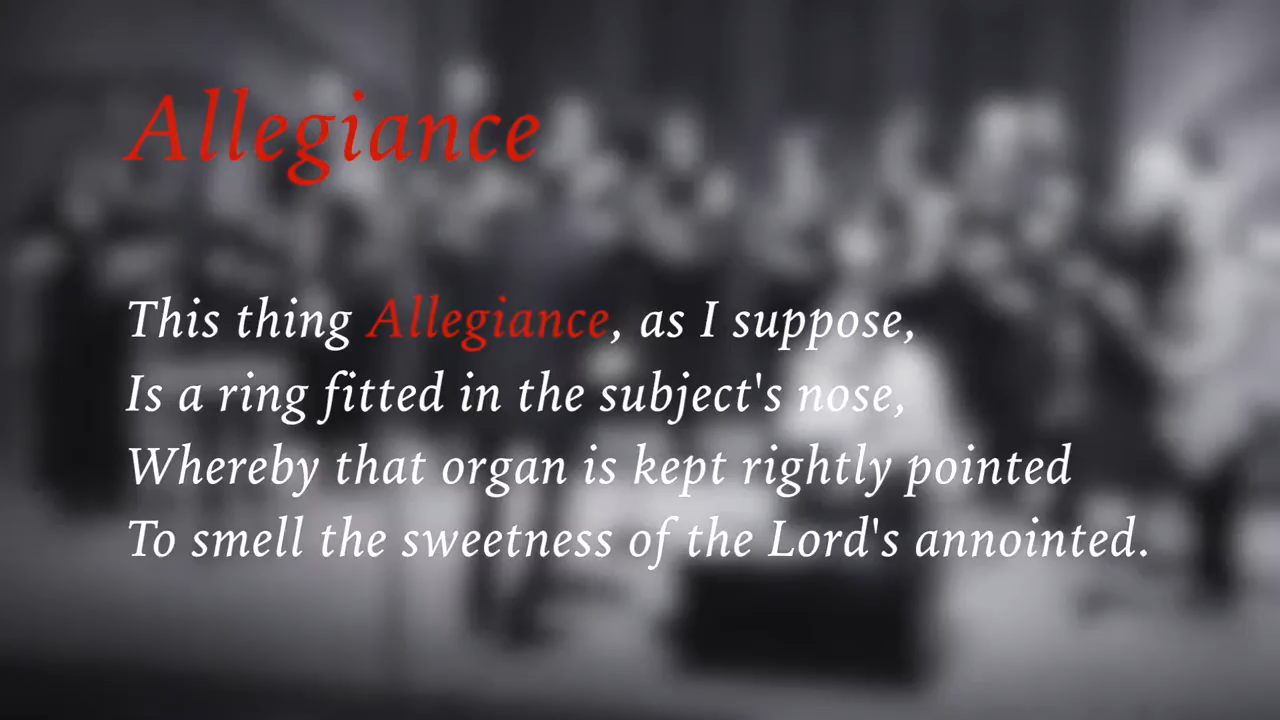 Allegiance
This thing Allegiance, as I suppose,
Is a ring fitted in the subject's nose,
Whereby that organ is kept rightly pointed
To smell the sweetness of the Lord's annointed.